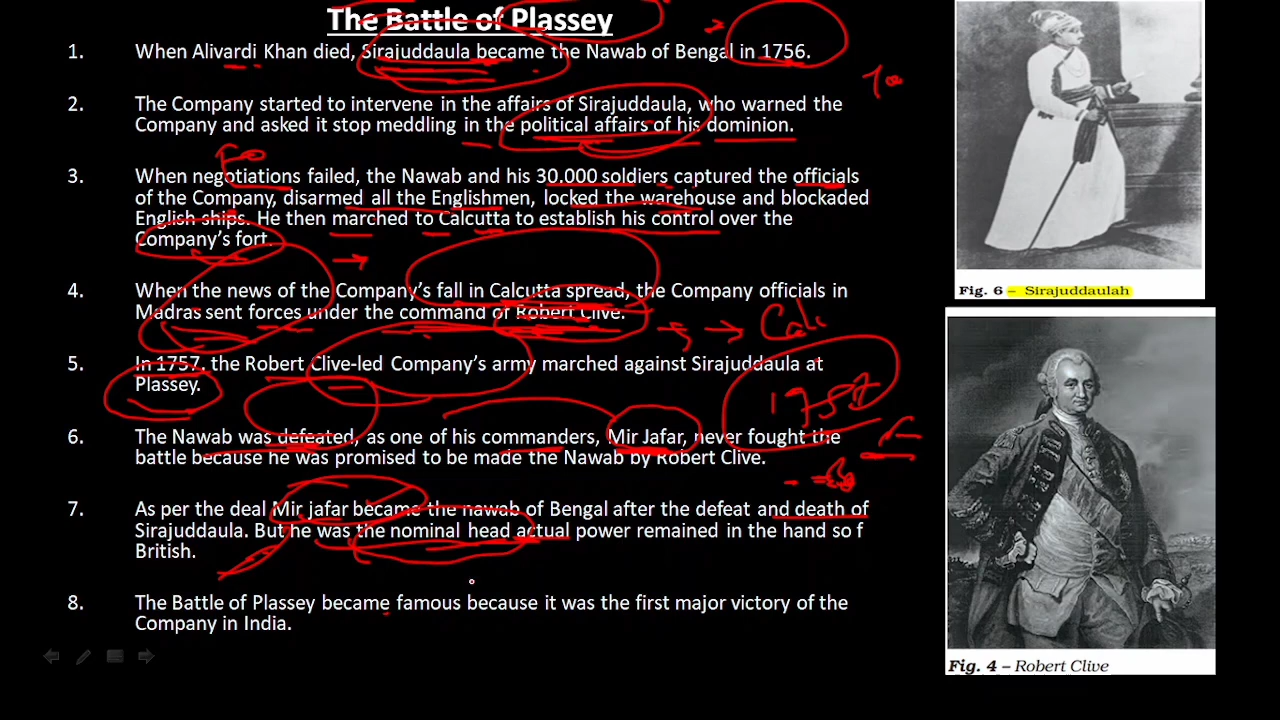 The Battle of Plassey
1. When Alivardi Khan died, Sirajuddaula became the Nawab of Bengal in 1756.
2. The Company started to intervene in the affairs of Sirajuddaula, who warned the
Company and asked it stop meddling in the political affairs of his dominion.
3. When negotiations failed, the Nawab and his 30.000 soldiers captured the officials
of the Company, disarmed all the Englishmen, locked the warehouse and blockaded
English ships. He then marched to Calcutta to establish his control over the
Company's fort.
4. When the news of the Company's fall in Calcutta spread, the Company officials in
Madras sent forces under the command of Robert Clive.
Cal
5. In 1757, the Robert Clive-led Company's army marched against Sirajuddaula at
Plassey.
1757
6. The Nawab was defeated, as one of his commanders, Mir Jafar, never fought the
battle because he was promised to be made the Nawab by Robert Clive.
7. As per the deal Mir jafar became the nawab of Bengal after the defeat and death of
Sirajuddaula. But he was the nominal head actual power remained in the hand so f
British.
8. The Battle of Plassey became famous because it was the first major victory of the
Company in India.
Fig. 6 – Sirajuddaulah
Fig. 4 – Robert Clive